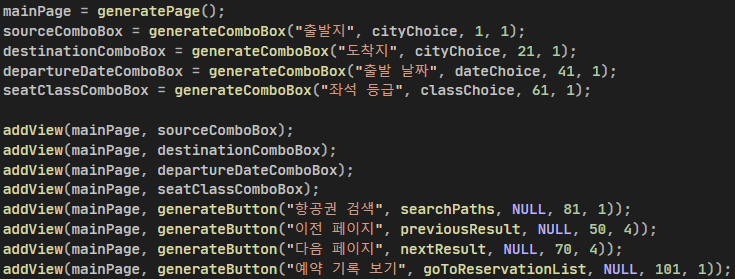 mainPage = generatePage();
sourceComboBox = generateComboBox("출발지", cityChoice, 1, 1);
destinationComboBox = generateComboBox("도착지", cityChoice, 21, 1);
departureDateComboBox = generateComboBox("출발 날짜", dateChoice, 41, 1);
seatClassComboBox = generateComboBox("좌석 등급", classChoice, 61, 1);
addView(mainPage, sourceComboBox);
addView(mainPage, destinationComboBox);
addView(mainPage, departureDateComboBox);
addView(mainPage, seatClassComboBox);
addView(mainPage, generateButton("항공권 검색", searchPaths, NULL, 81, 1));
addView(mainPage, generateButton("이전 페이지", previousResult, NULL, 50, 4));
addView(mainPage, generateButton("다음 페이지", nextResult, NULL, 70, 4));
addView(mainPage, generateButton("예약 기록 보기", goToReservationList, NULL, 101, 1));